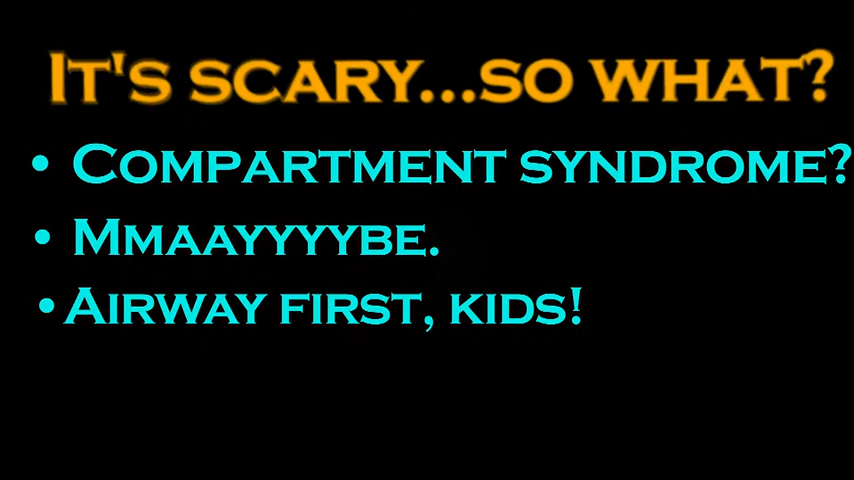 It's scary...so what?
• Compartment syndrome?
• Mmaayyyybe.
• Airway first, kids!